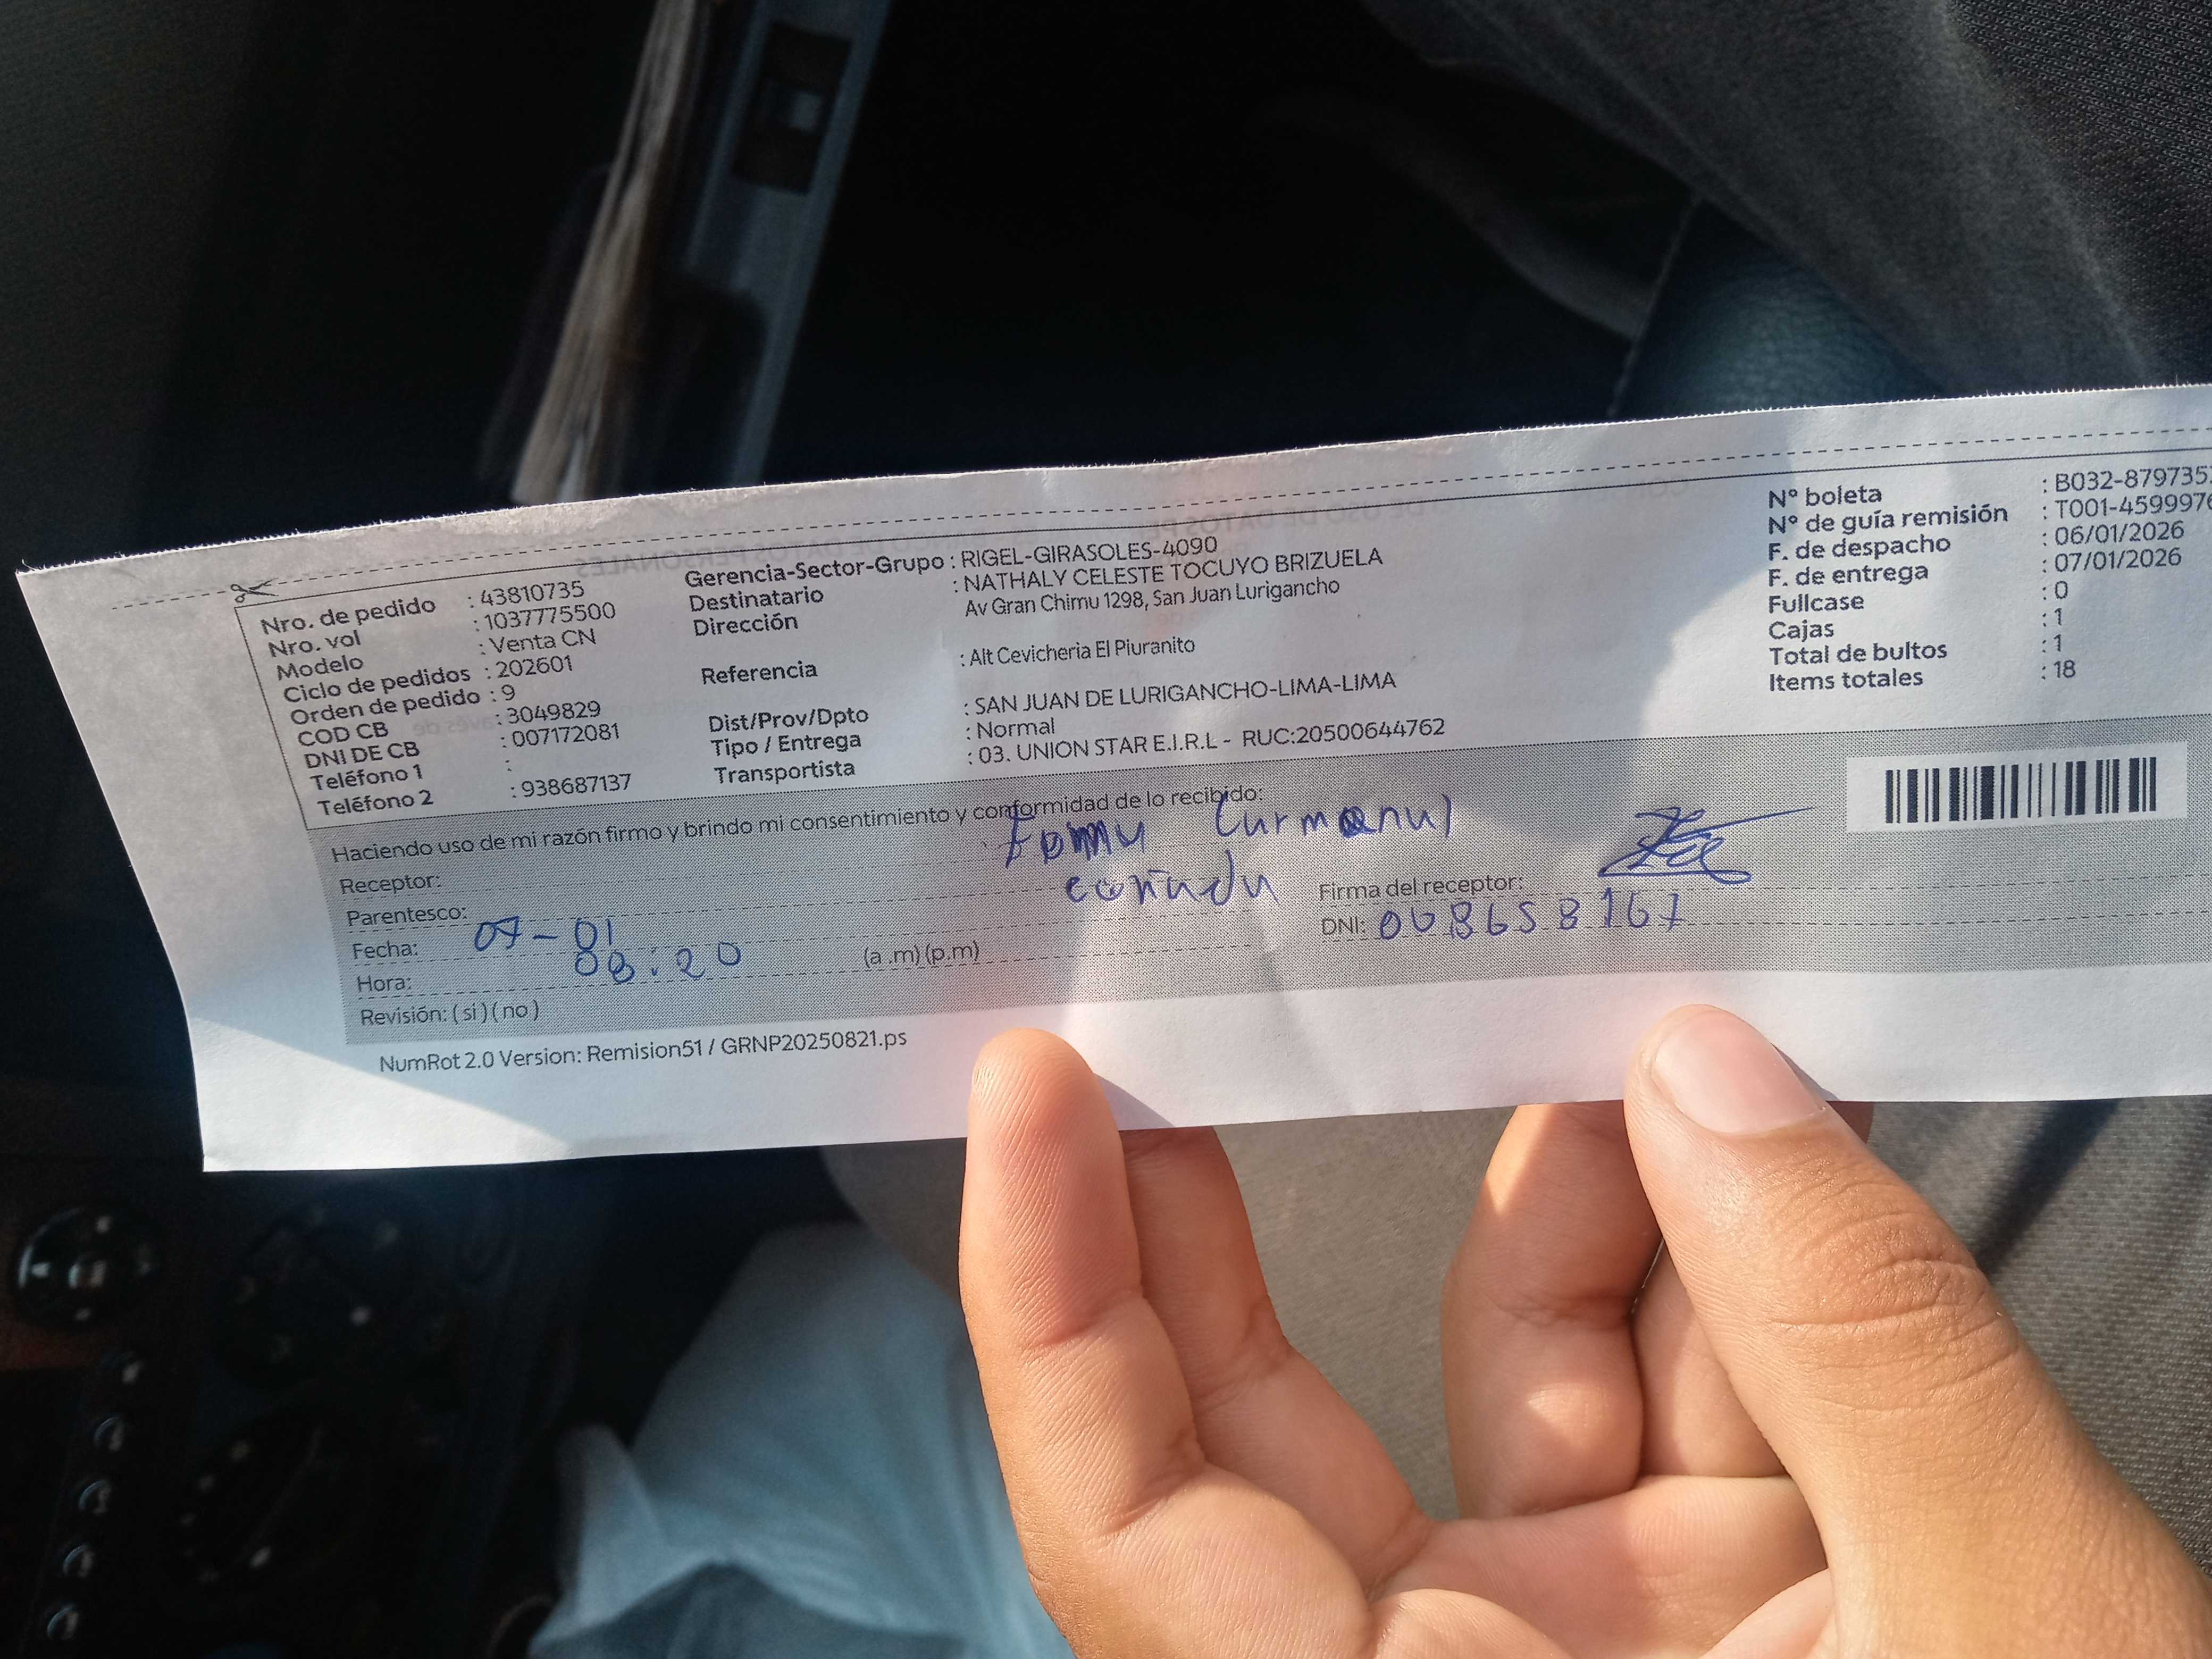 Nro. de pedido : 43810735
Nro. vol : 1037775500
Modelo : Venta CN
Ciclo de pedidos : 202601
Orden de pedido : 9
COD CB : 3049829
DNI DE CB : 007172081
Teléfono 1 :
Teléfono 2 : 938687137
Gerencia-Sector-Grupo : RIGEL-GIRASOLES-4090
Destinatario : NATHALY CELESTE TOCUYO BRIZUELA
Dirección Av Gran Chimu 1298, San Juan Lurigancho
Referencia : Alt Cevicheria El Piuranito
Dist/Prov/Dpto : SAN JUAN DE LURIGANCHO-LIMA-LIMA
Tipo / Entrega : Normal
Transportista : 03. UNION STAR E.I.R.L - RUC:20500644762
N° boleta : B032-879735
N° de guía remisión : T001-459997
F. de despacho : 06/01/2026
F. de entrega : 07/01/2026
Fullcase : 0
Cajas : 1
Total de bultos : 1
Items totales : 18
Haciendo uso de mi razón firmo y brindo mi consentimiento y conformidad de lo recibido:
Receptor:
Parentesco:
Fecha: 07-01
Hora: 08:20 (a .m) (p.m)
Revisión: ( si ) ( no )
Firma del receptor:
DNI: 008658167
NumRot 2.0 Version: Remision51 / GRNP20250821.ps